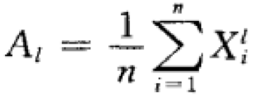 A_l = \frac{1}{n} \sum_{i=1}^{n} X_i^l